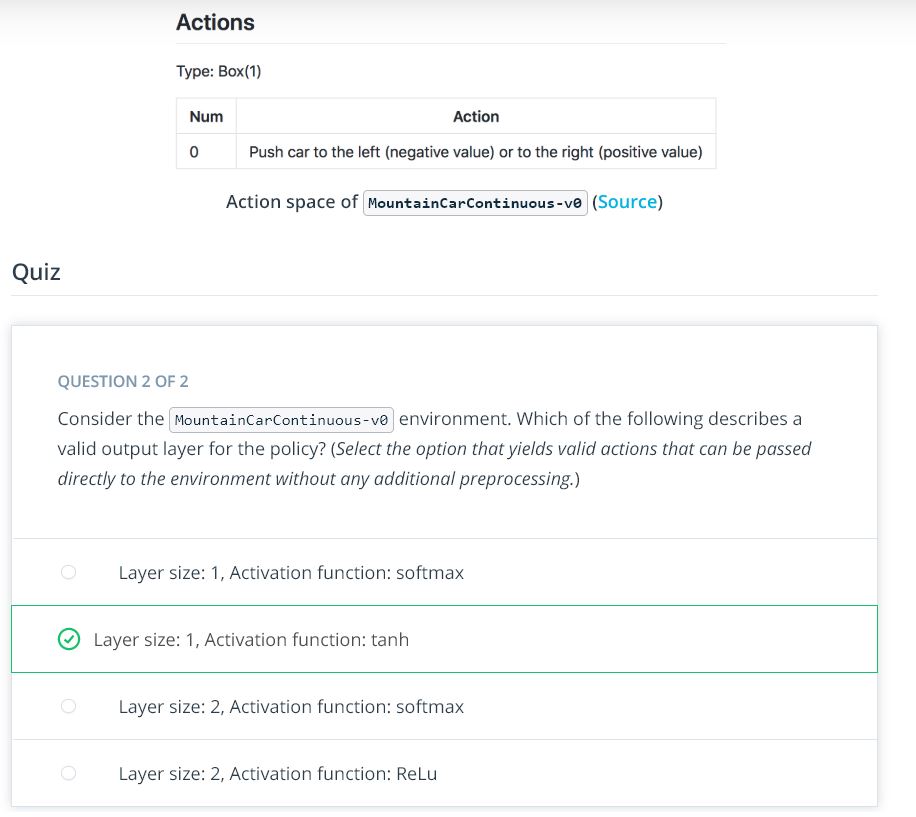 Actions
Type: Box(1)
Num Action
0 Push car to the left (negative value) or to the right (positive value)
Action space of MountainCarContinuous-v0 (Source)
Quiz
QUESTION 2 OF 2
Consider the MountainCarContinuous-v0 environment. Which of the following describes a
valid output layer for the policy? (Select the option that yields valid actions that can be passed
directly to the environment without any additional preprocessing.)
Layer size: 1, Activation function: softmax
Layer size: 1, Activation function: tanh
Layer size: 2, Activation function: softmax
Layer size: 2, Activation function: ReLu